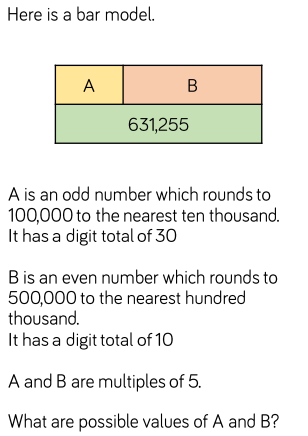 Here is a bar model.
A B
631,255
A is an odd number which rounds to
100,000 to the nearest ten thousand.
It has a digit total of 30
B is an even number which rounds to
500,000 to the nearest hundred
thousand.
It has a digit total of 10
A and B are multiples of 5.
What are possible values of A and B?